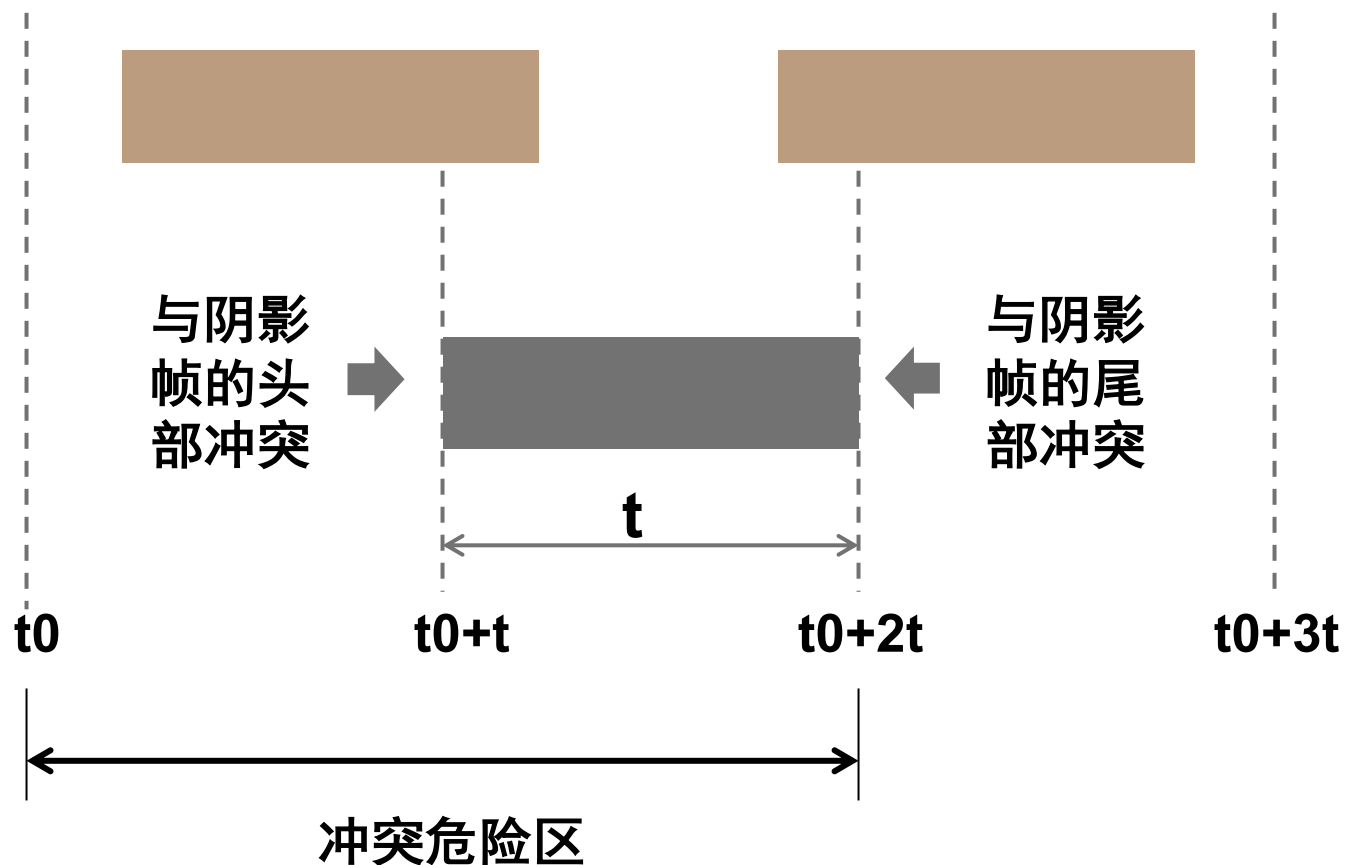 与阴影
帧的头
部冲突
与阴影
帧的尾
部冲突
t
t0
t0+t
t0+2t
t0+3t
冲突危险区